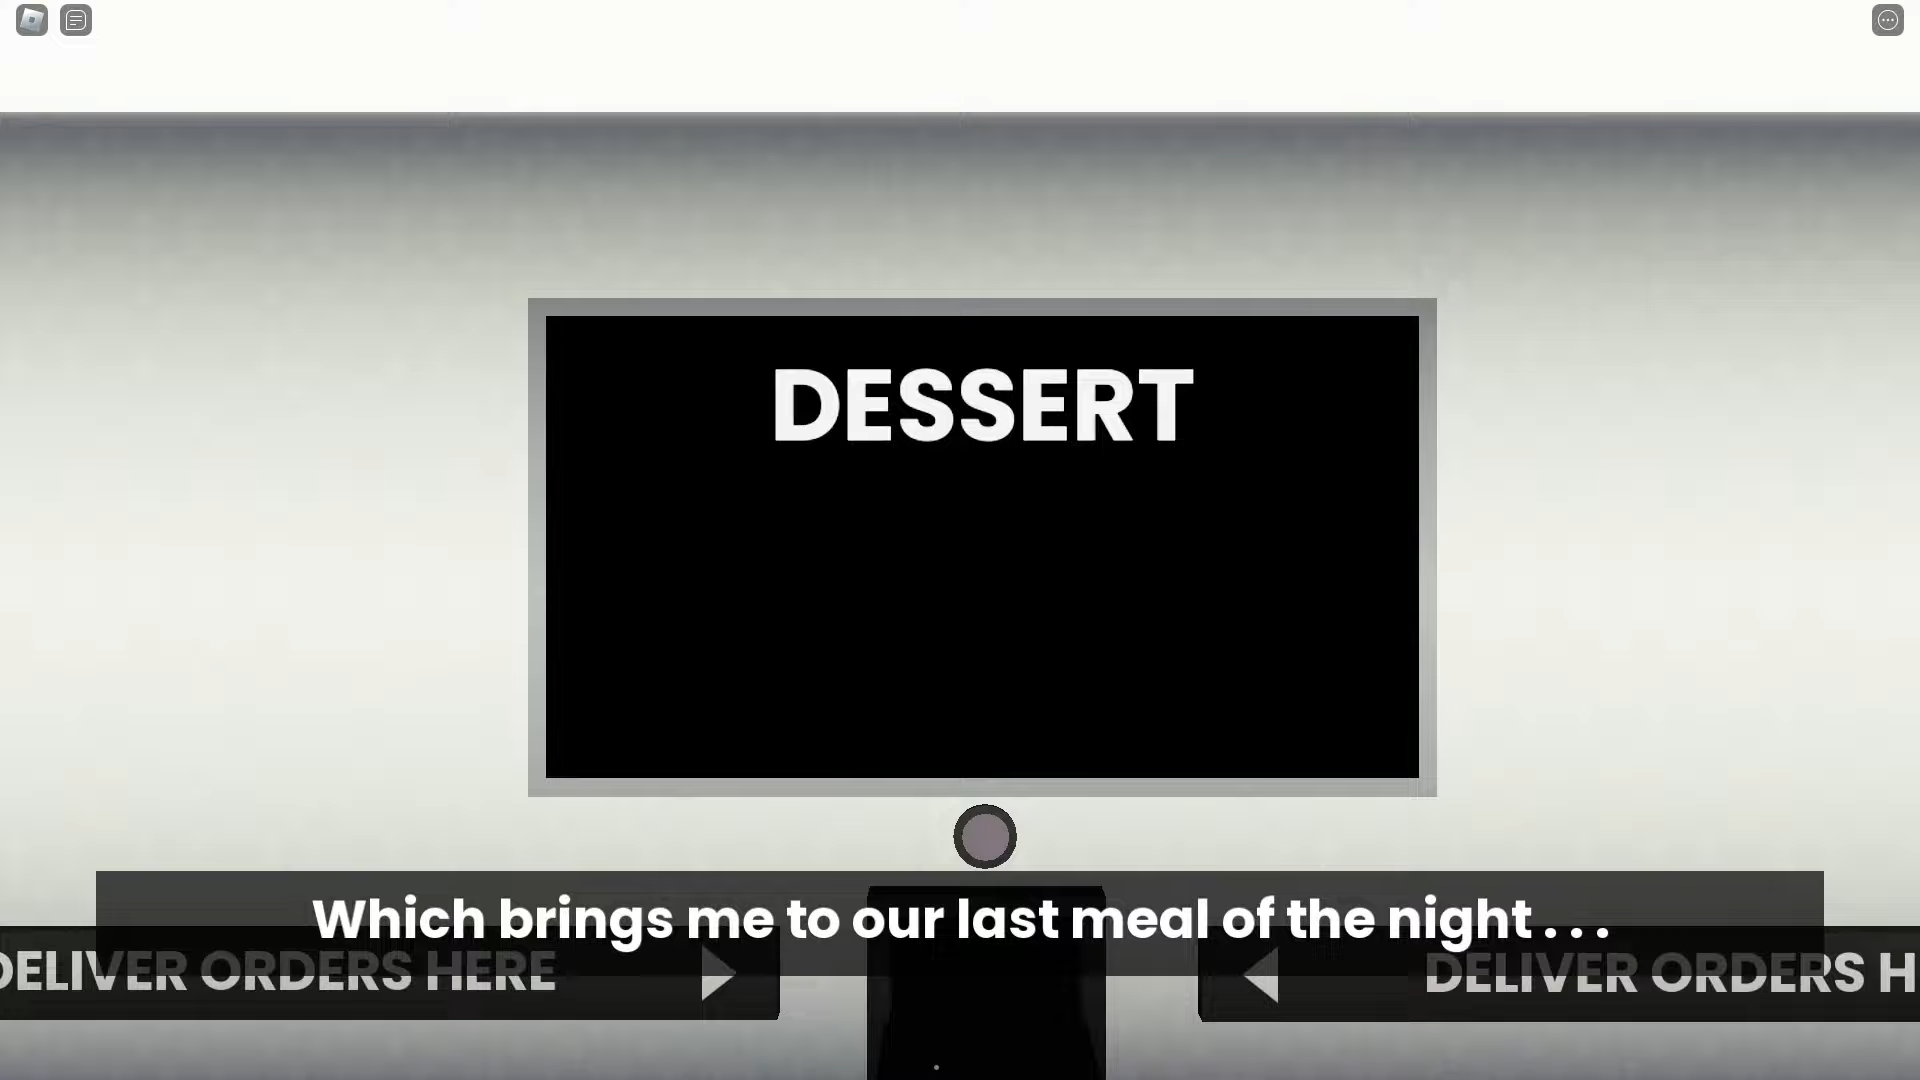 DESSERT
Which brings me to our last meal of the night . . .
DELIVER ORDERS HERE
DELIVER ORDERS H